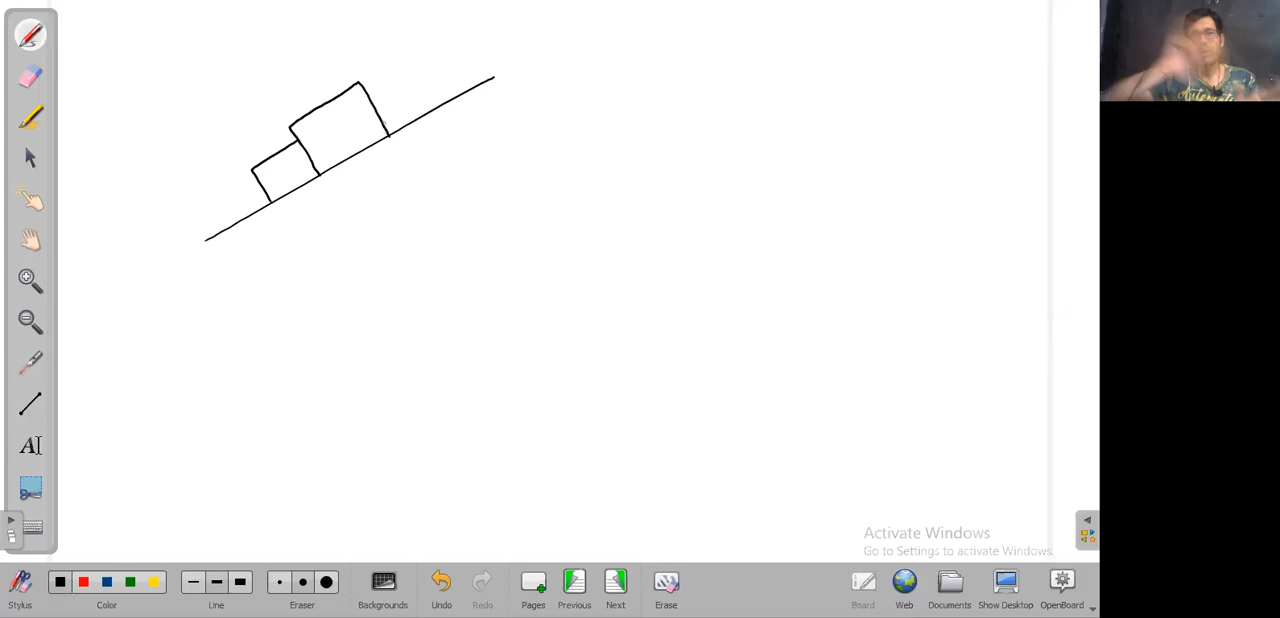 A
Activate Windows
Go to Settings to activate Windows.
Stylus
Color
Line
Eraser
Backgrounds
Undo
Redo
Pages
Previous
Next
Erase
Board
Web
Documents
Show Desktop
OpenBoard